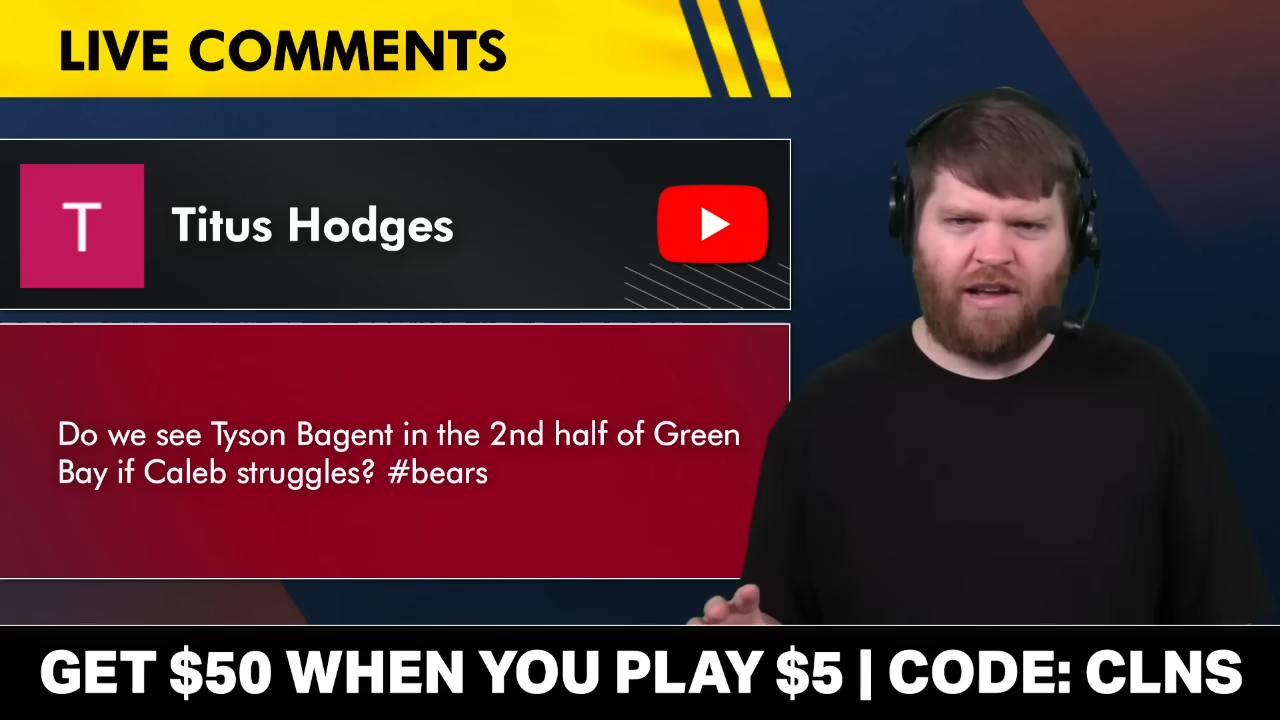 LIVE COMMENTS
T
Titus Hodges
Do we see Tyson Bagent in the 2nd half of Green
Bay if Caleb struggles? #bears
GET $50 WHEN YOU PLAY $5 | CODE: CLNS